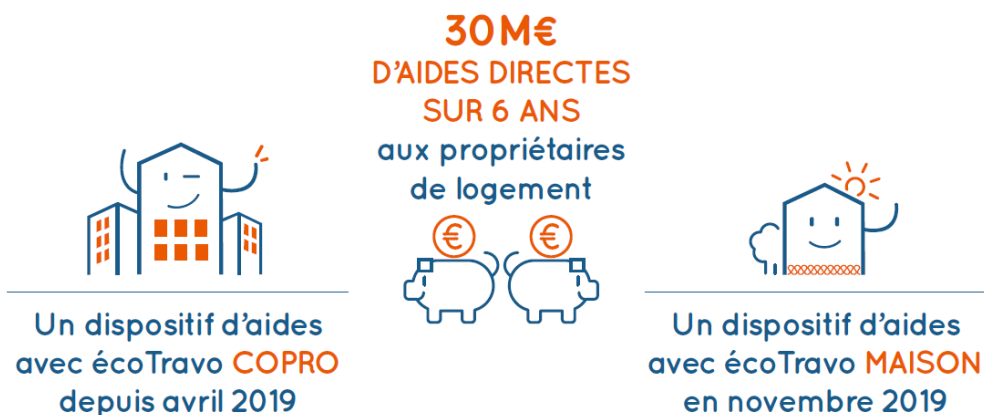 30M€
D'AIDES DIRECTES
SUR 6 ANS
aux propriétaires
de logement
€ €
Un dispositif d'aides
avec écoTravo COPRO
depuis avril 2019
Un dispositif d'aides
avec écoTravo MAISON
en novembre 2019